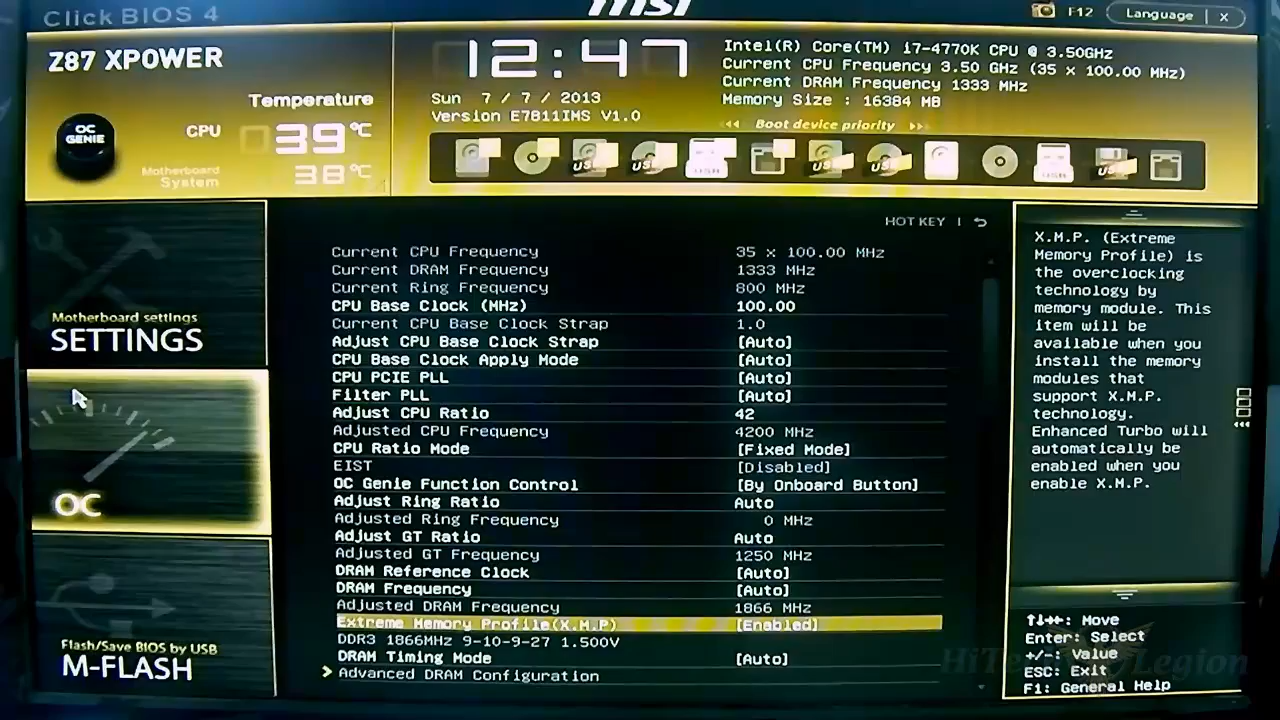 Click BIOS 4
msi
F12
Language | X
Z87 XPOWER
OC GENIE
Temperature
CPU 39°C
Motherboard System 38°C
12:47
Sun 7 / 7 / 2013
Version E7811IMS V1.0
Intel(R) Core(TM) i7-4770K CPU @ 3.50GHz
Current CPU Frequency 3.50 GHz (35 x 100.00 MHz)
Current DRAM Frequency 1333 MHz
Memory Size : 16384 MB
Boot device priority
USB USB USB USB USB
HOT KEY |
Motherboard settings
SETTINGS
OC
Flash/Save BIOS by USB
M-FLASH
Current CPU Frequency 35 x 100.00 MHz
Current DRAM Frequency 1333 MHz
Current Ring Frequency 800 MHz
CPU Base Clock (MHz) 100.00
Current CPU Base Clock Strap 1.0
Adjust CPU Base Clock Strap [Auto]
CPU Base Clock Apply Mode [Auto]
CPU PCIE PLL [Auto]
Filter PLL [Auto]
Adjust CPU Ratio 42
Adjusted CPU Frequency 4200 MHz
CPU Ratio Mode [Fixed Mode]
EIST [Disabled]
OC Genie Function Control [By Onboard Button]
Adjust Ring Ratio Auto
Adjusted Ring Frequency 0 MHz
Adjust GT Ratio Auto
Adjusted GT Frequency 1250 MHz
DRAM Reference Clock [Auto]
DRAM Frequency [Auto]
Adjusted DRAM Frequency 1866 MHz
Extreme Memory Profile(X.M.P) [Enabled]
DDR3 1866MHz 9-10-9-27 1.500V
DRAM Timing Mode [Auto]
> Advanced DRAM Configuration
X.M.P. (Extreme
Memory Profile) is
the overclocking
technology by
memory module. This
item will be
available when you
install the memory
modules that
support X.M.P.
technology.
Enhanced Turbo will
automatically be
enabled when you
enable X.M.P.
↑↓→←: Move
Enter: Select
+/-: Value
ESC: Exit
F1: General Help
Legion